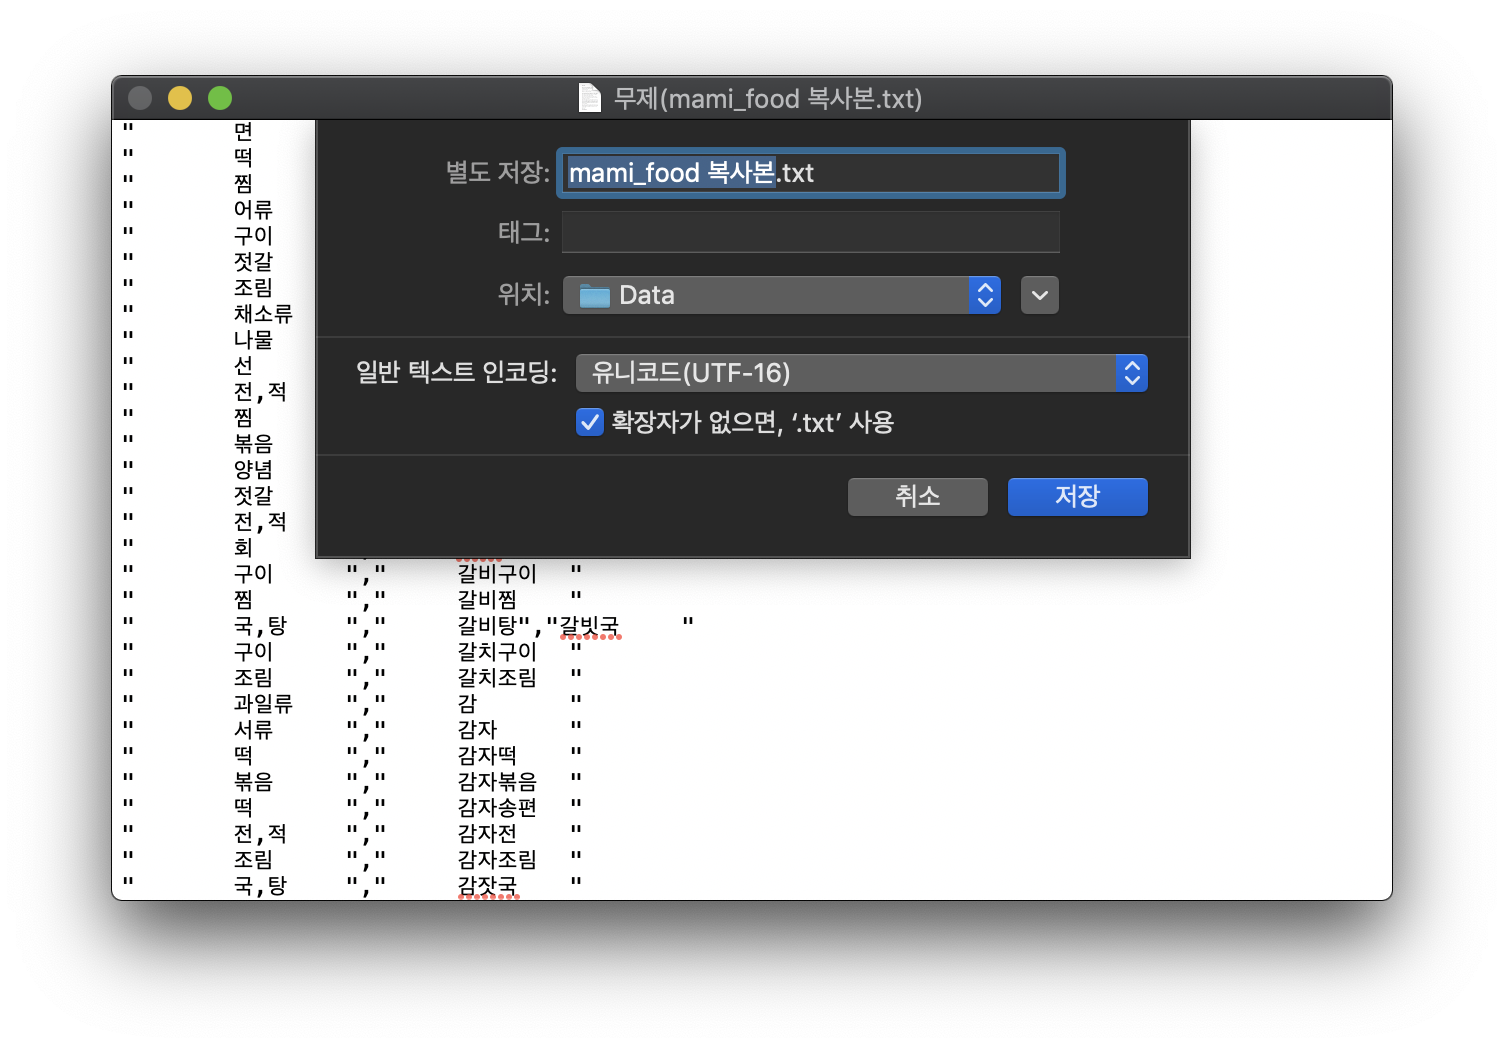 무제(mami_food 복사본.txt)
별도 저장: mami_food 복사본.txt
태그:
위치: Data
일반 텍스트 인코딩: 유니코드(UTF-16)
확장자가 없으면, ‘.txt’ 사용
취소 저장
" 면
" 떡
" 찜
" 어류
" 구이
" 젓갈
" 조림
" 채소류
" 나물
" 선
" 전,적
" 찜
" 볶음
" 양념
" 젓갈
" 전,적
" 회
" 구이 "," 갈비구이 "
" 찜 "," 갈비찜 "
" 국,탕 "," 갈비탕","갈빗국 "
" 구이 "," 갈치구이 "
" 조림 "," 갈치조림 "
" 과일류 "," 감 "
" 서류 "," 감자 "
" 떡 "," 감자떡 "
" 볶음 "," 감자볶음 "
" 떡 "," 감자송편 "
" 전,적 "," 감자전 "
" 조림 "," 감자조림 "
" 국,탕 "," 감잣국 "